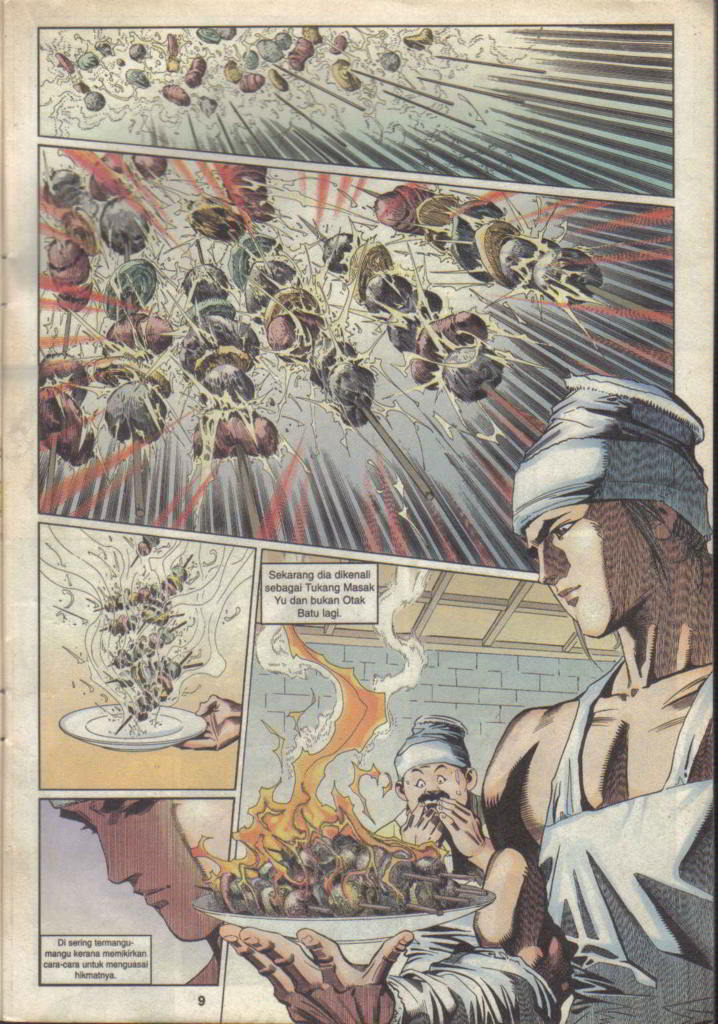 Sekarang dia dikenali
sebagai Tukang Masak
Yu dan bukan Otak
Batu lagi.
Di sering termangu-
mangu kerana memikirkan
cara-cara untuk menguasai
hikmatnya.
9